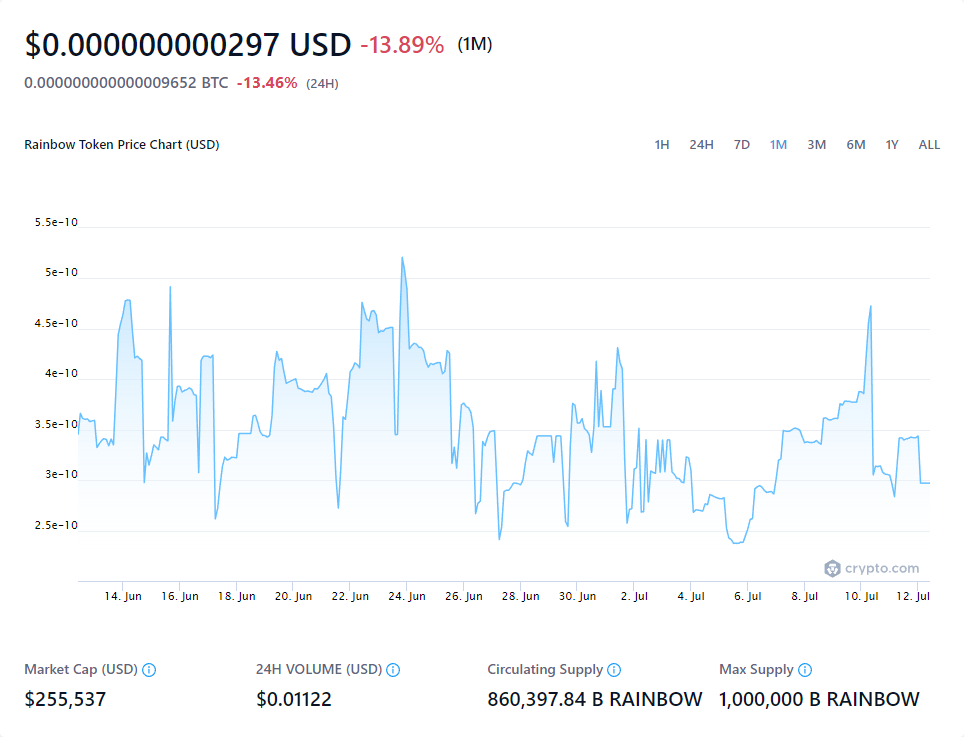 $0.000000000297 USD -13.89% (1M)
0.000000000000009652 BTC -13.46% (24H)
Rainbow Token Price Chart (USD) 1H 24H 7D 1M 3M 6M 1Y ALL
5.5e-10
5e-10
4.5e-10
4e-10
3.5e-10
3e-10
2.5e-10
crypto.com
14. Jun 16. Jun 18. Jun 20. Jun 22. Jun 24. Jun 26. Jun 28. Jun 30. Jun 2. Jul 4. Jul 6. Jul 8. Jul 10. Jul 12. Jul
Market Cap (USD) 24H VOLUME (USD) Circulating Supply Max Supply
$255,537 $0.01122 860,397.84 B RAINBOW 1,000,000 B RAINBOW